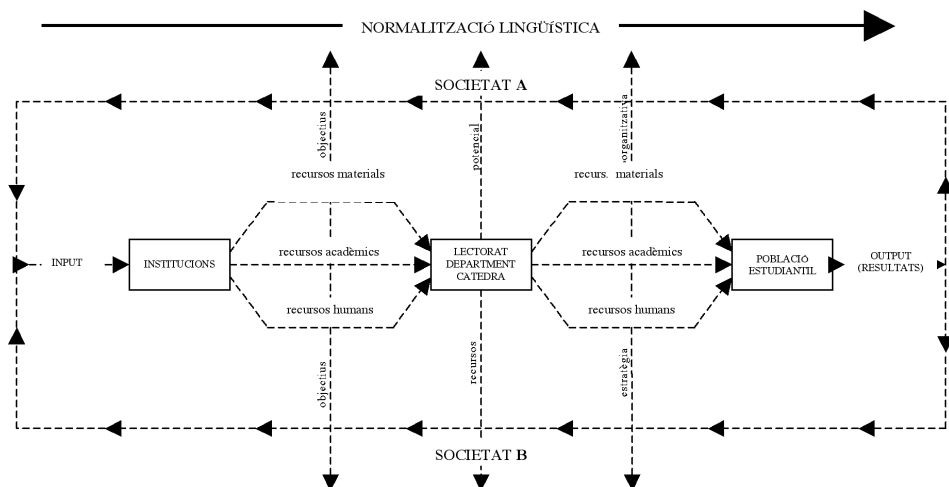 NORMALITZACIÓ LINGÜÍSTICA
SOCIETAT A
objectius
potencial
organitzativa
recursos materials
recurs. materials
INPUT
INSTITUCIONS
recursos acadèmics
LECTORAT
DEPARTMENT
CATEDRA
recursos acadèmics
POBLACIÓ
ESTUDIANTIL
OUTPUT
(RESULTATS)
recursos humans
recursos humans
objectius
recursos
estratègia
SOCIETAT B